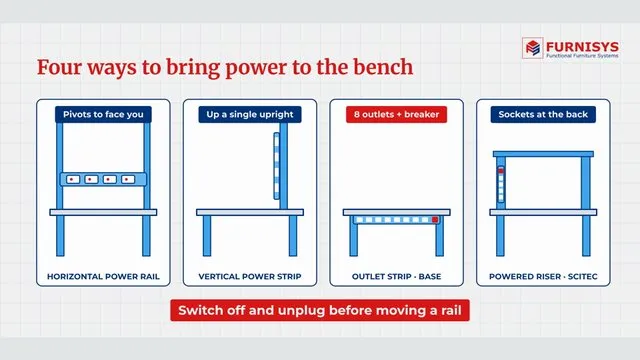 FURNISYS
Functional Furniture Systems
Four ways to bring power to the bench
Pivots to face you
Up a single upright
8 outlets + breaker
Sockets at the back
HORIZONTAL POWER RAIL
VERTICAL POWER STRIP
OUTLET STRIP · BASE
POWERED RISER · SCITEC
Switch off and unplug before moving a rail